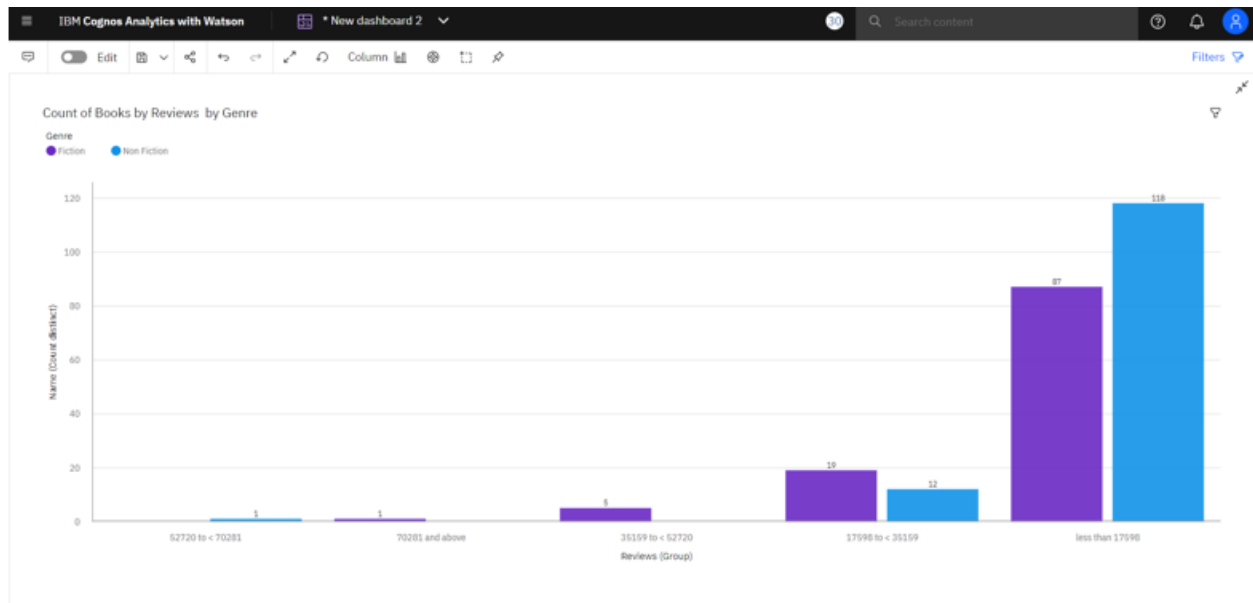 IBM Cognos Analytics with Watson
* New dashboard 2
30
Search content
Edit
Column
Filters
Count of Books by Reviews by Genre
Genre
Fiction
Non Fiction
120
100
80
60
40
20
0
Name (Count distinct)
1
1
5
19
12
87
118
52720 to < 70281
70281 and above
35159 to < 52720
17598 to < 35159
less than 17598
Reviews (Group)